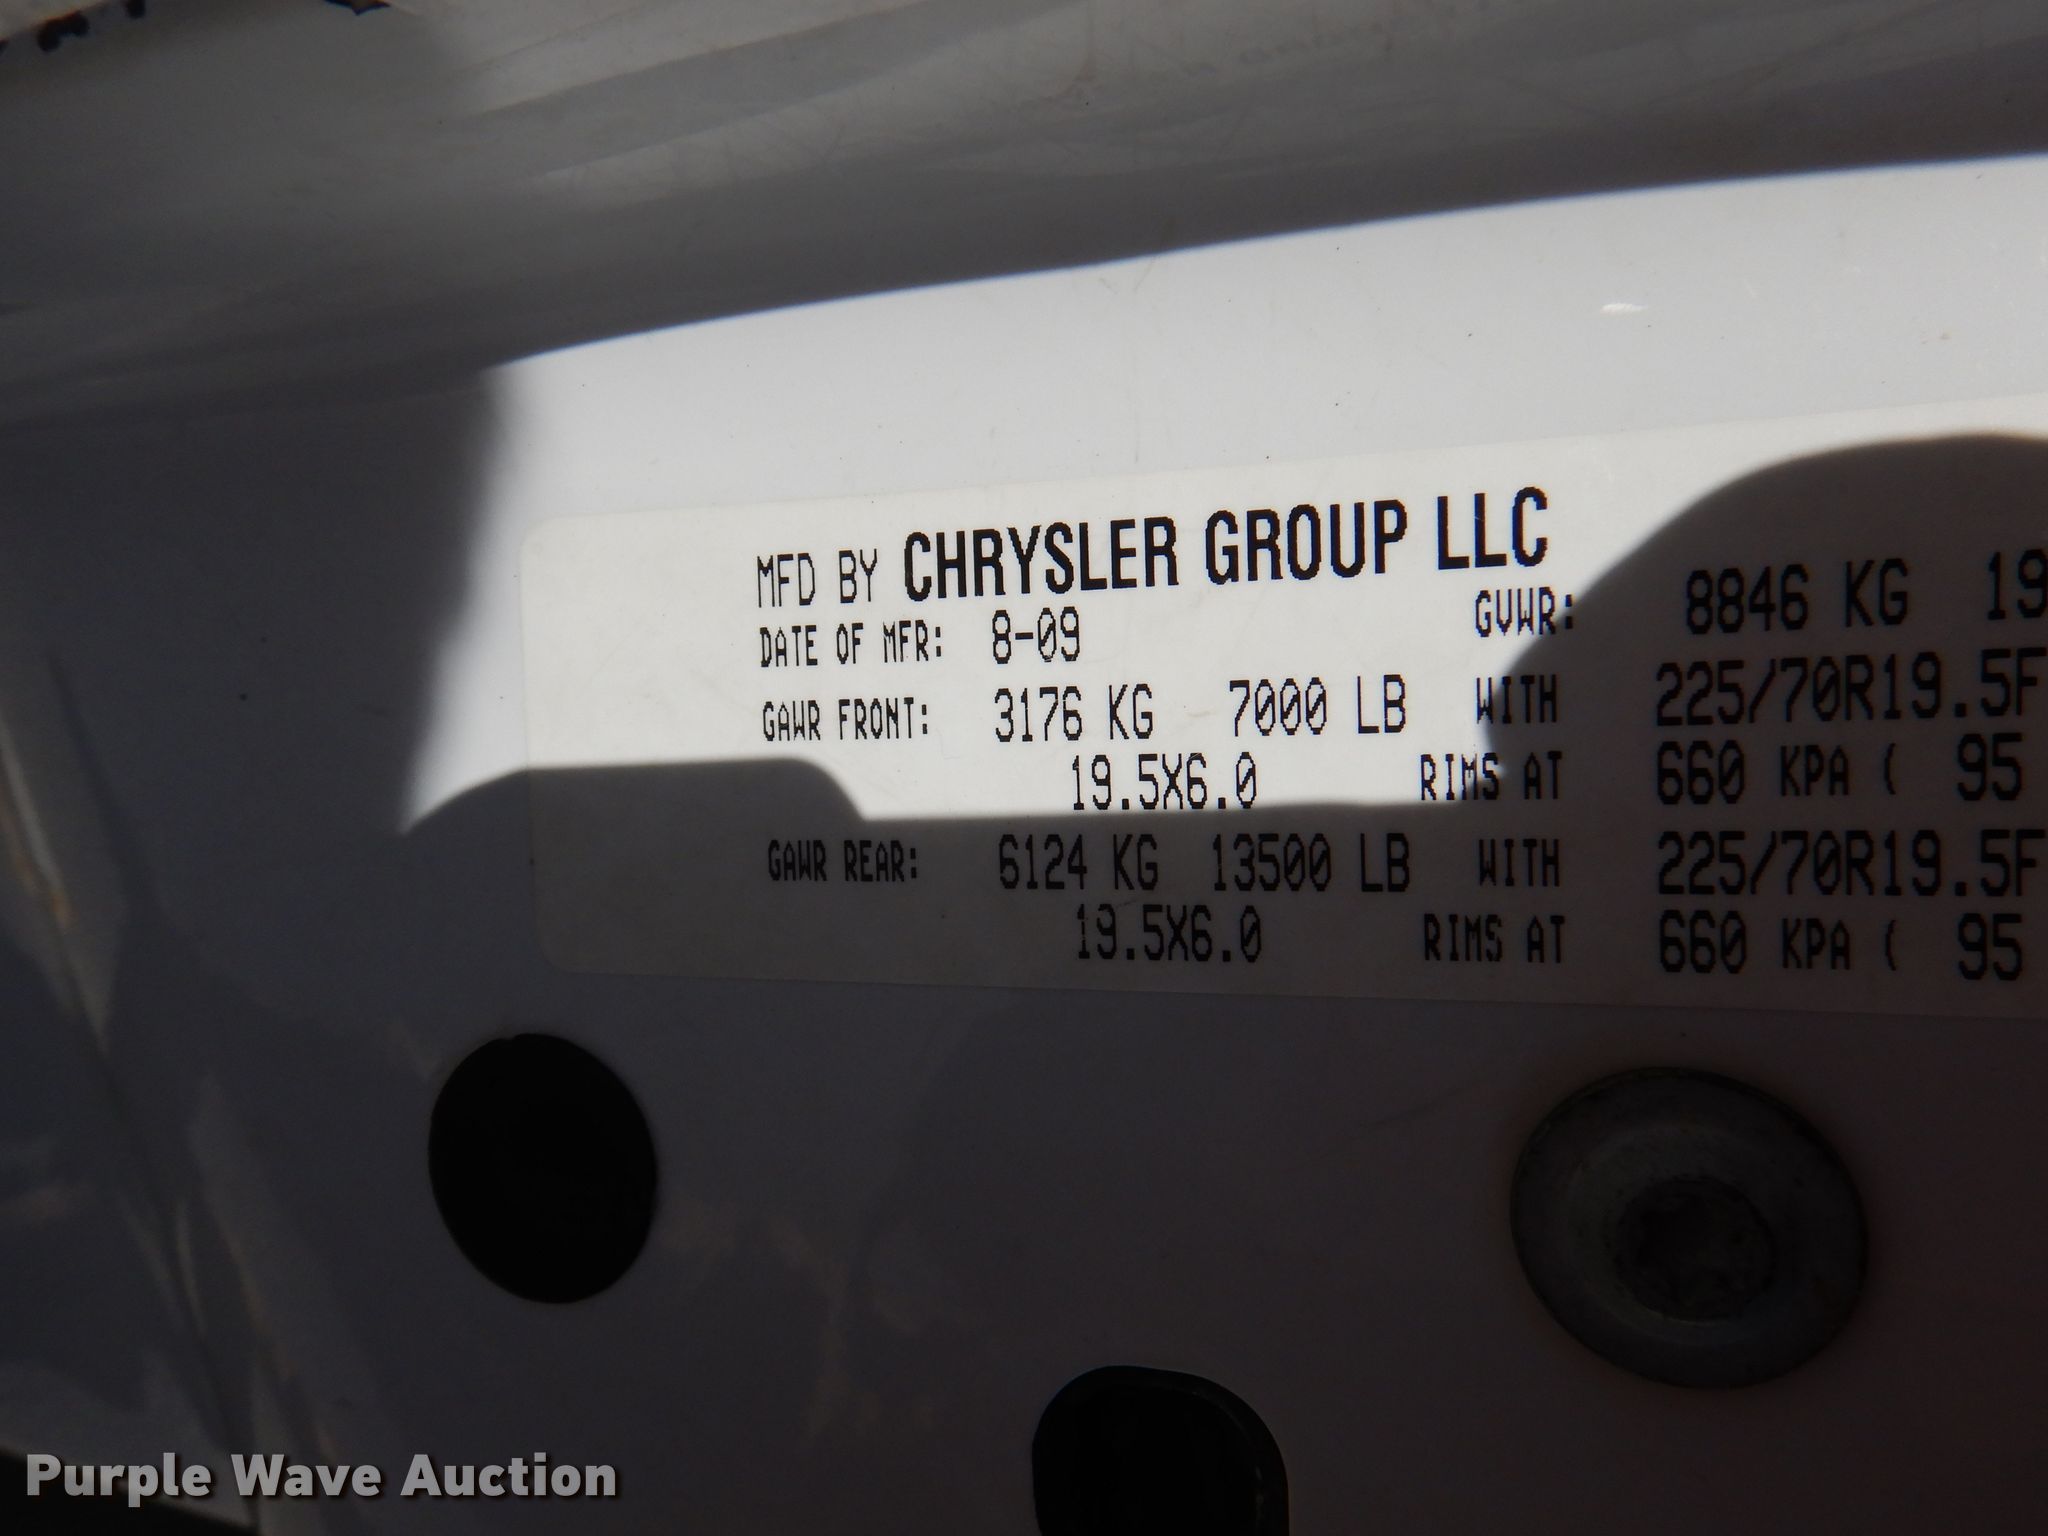 MFD BY CHRYSLER GROUP LLC
DATE OF MFR: 8-09 GVWR: 8846 KG 19
GAWR FRONT: 3176 KG 7000 LB WITH 225/70R19.5F
19.5X6.0 RIMS AT 660 KPA ( 95
GAWR REAR: 6124 KG 13500 LB WITH 225/70R19.5F
19.5X6.0 RIMS AT 660 KPA ( 95
Purple Wave Auction